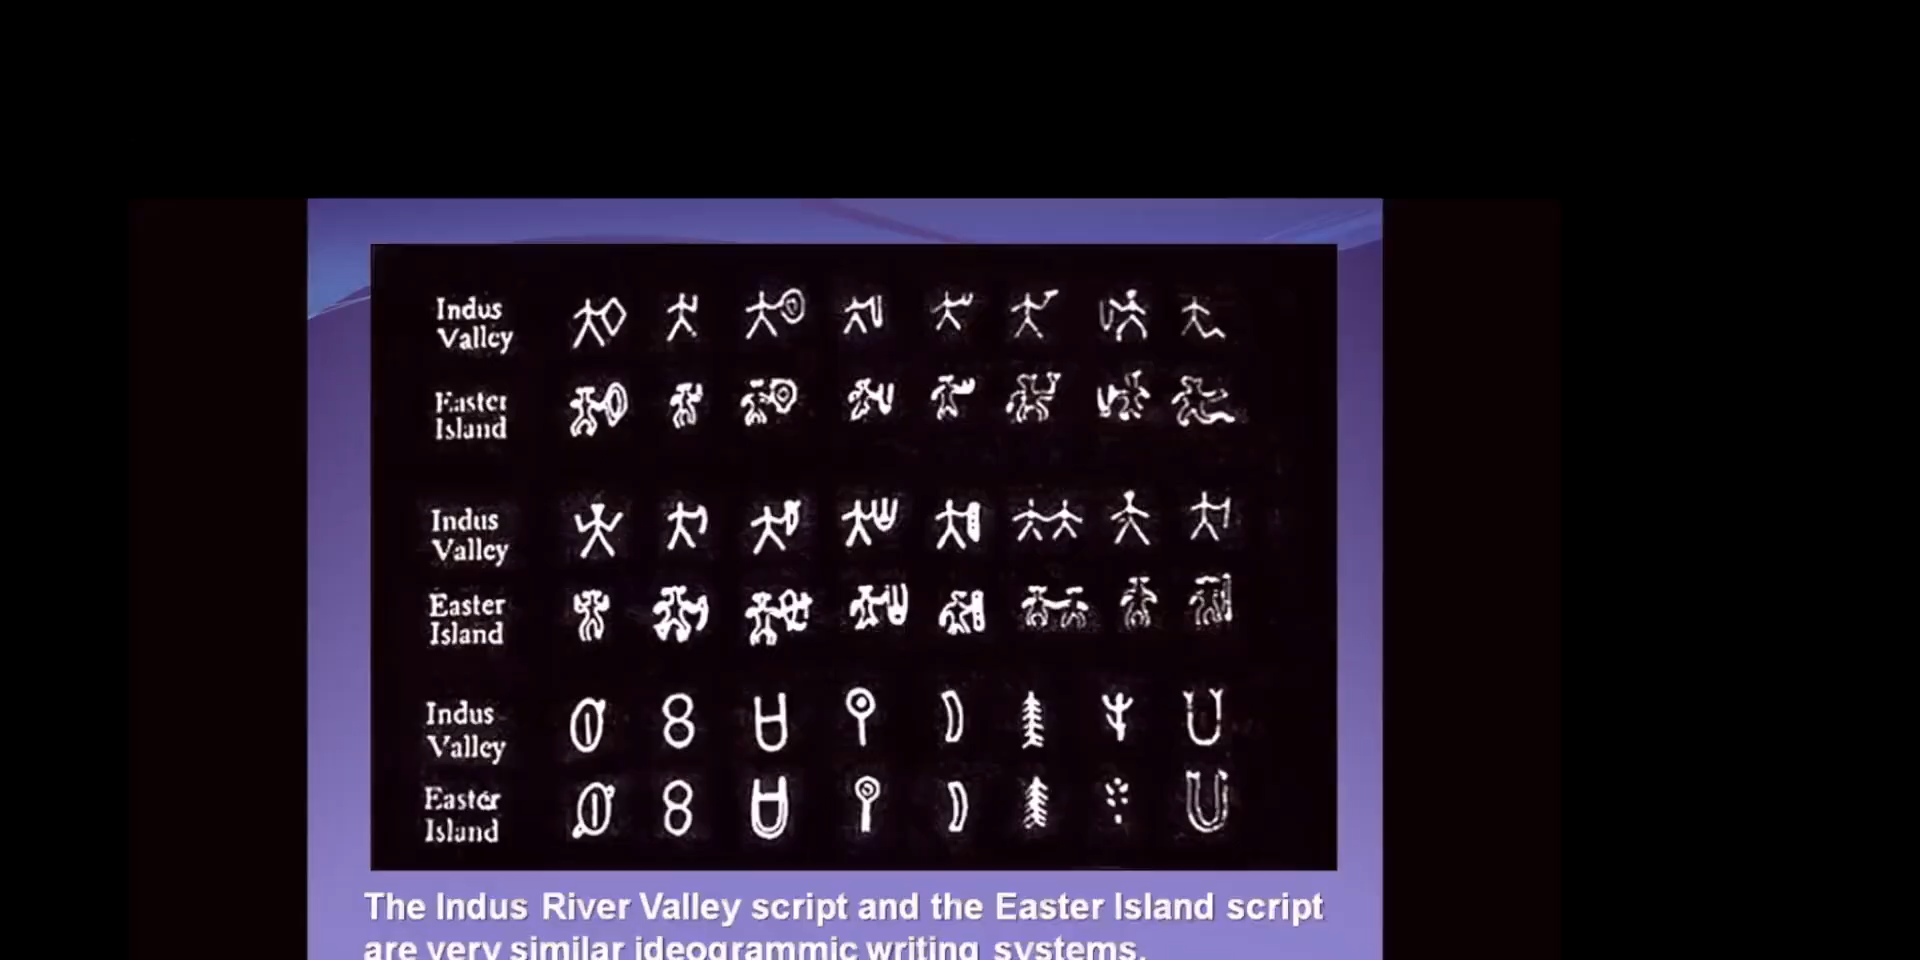 Indus
Valley
Easter
Island
Indus
Valley
Easter
Island
Indus
Valley
Easter
Island
The Indus River Valley script and the Easter Island script
are very similar ideogrammic writing systems.